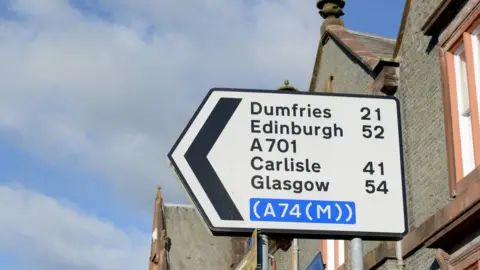 Dumfries 21
Edinburgh 52
A701
Carlisle 41
Glasgow 54
(A74(M))